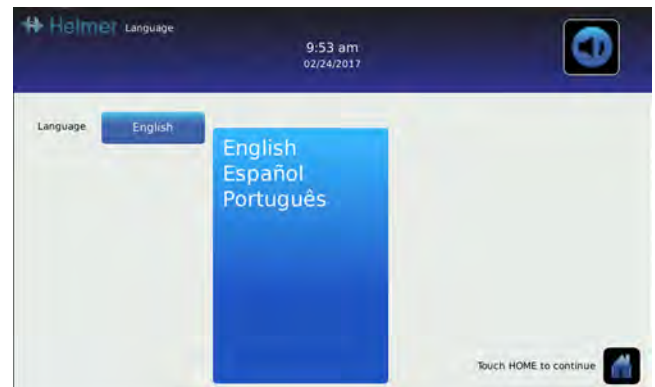 Helmer Language
9:53 am
02/24/2017
Language English
English
Español
Português
Touch HOME to continue